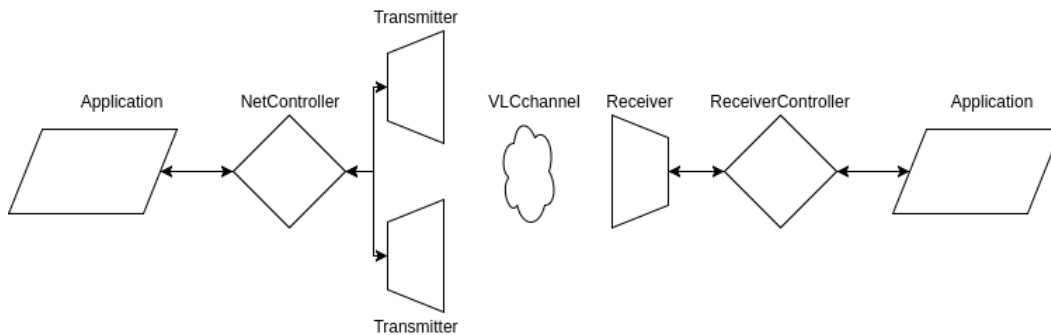 Transmitter
Application
NetController
VLCchannel
Receiver
ReceiverController
Application
Transmitter